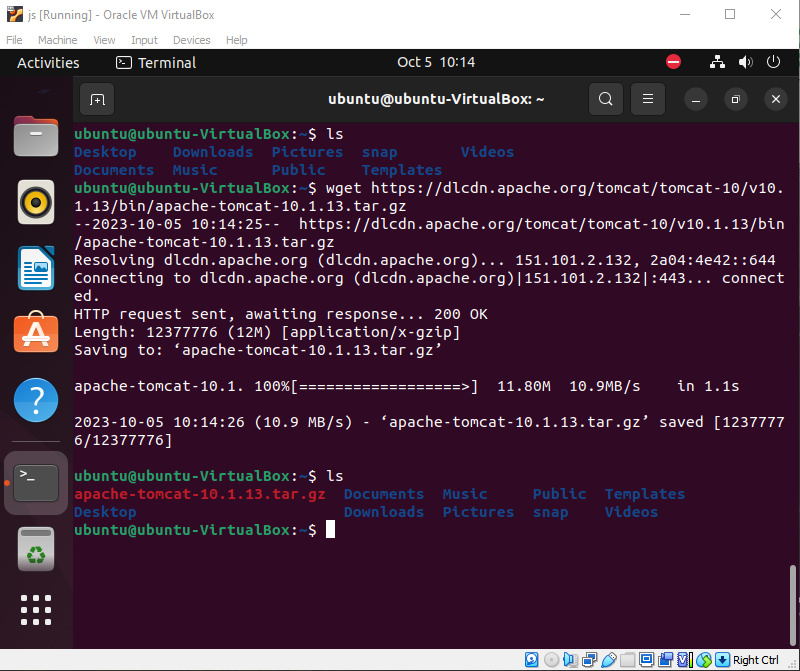 js [Running] - Oracle VM VirtualBox
File Machine View Input Devices Help
Activities Terminal Oct 5 10:14
ubuntu@ubuntu-VirtualBox: ~
ubuntu@ubuntu-VirtualBox:~$ ls
Desktop Downloads Pictures snap Videos
Documents Music Public Templates
ubuntu@ubuntu-VirtualBox:~$ wget https://dlcdn.apache.org/tomcat/tomcat-10/v10.
1.13/bin/apache-tomcat-10.1.13.tar.gz
--2023-10-05 10:14:25-- https://dlcdn.apache.org/tomcat/tomcat-10/v10.1.13/bin
/apache-tomcat-10.1.13.tar.gz
Resolving dlcdn.apache.org (dlcdn.apache.org)... 151.101.2.132, 2a04:4e42::644
Connecting to dlcdn.apache.org (dlcdn.apache.org)|151.101.2.132|:443... connect
ed.
HTTP request sent, awaiting response... 200 OK
Length: 12377776 (12M) [application/x-gzip]
Saving to: ‘apache-tomcat-10.1.13.tar.gz’
apache-tomcat-10.1. 100%[==================>] 11.80M 10.9MB/s in 1.1s
2023-10-05 10:14:26 (10.9 MB/s) - ‘apache-tomcat-10.1.13.tar.gz’ saved [1237777
6/12377776]
ubuntu@ubuntu-VirtualBox:~$ ls
apache-tomcat-10.1.13.tar.gz Documents Music Public Templates
Desktop Downloads Pictures snap Videos
ubuntu@ubuntu-VirtualBox:~$
Right Ctrl